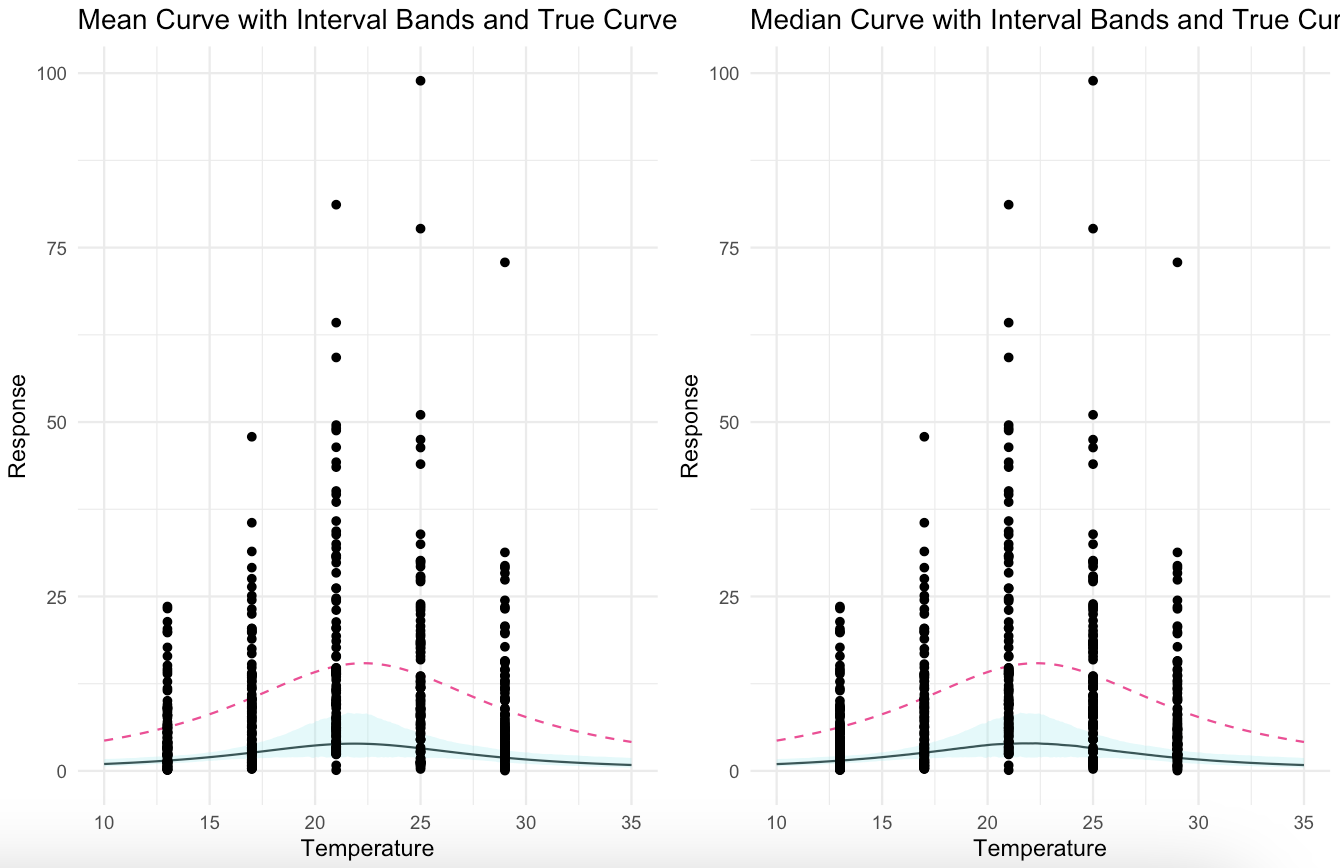 Mean Curve with Interval Bands and True Curve
Median Curve with Interval Bands and True Cur
100
75
50
25
0
Response
10 15 20 25 30 35
Temperature
100
75
50
25
0
Response
10 15 20 25 30 35
Temperature